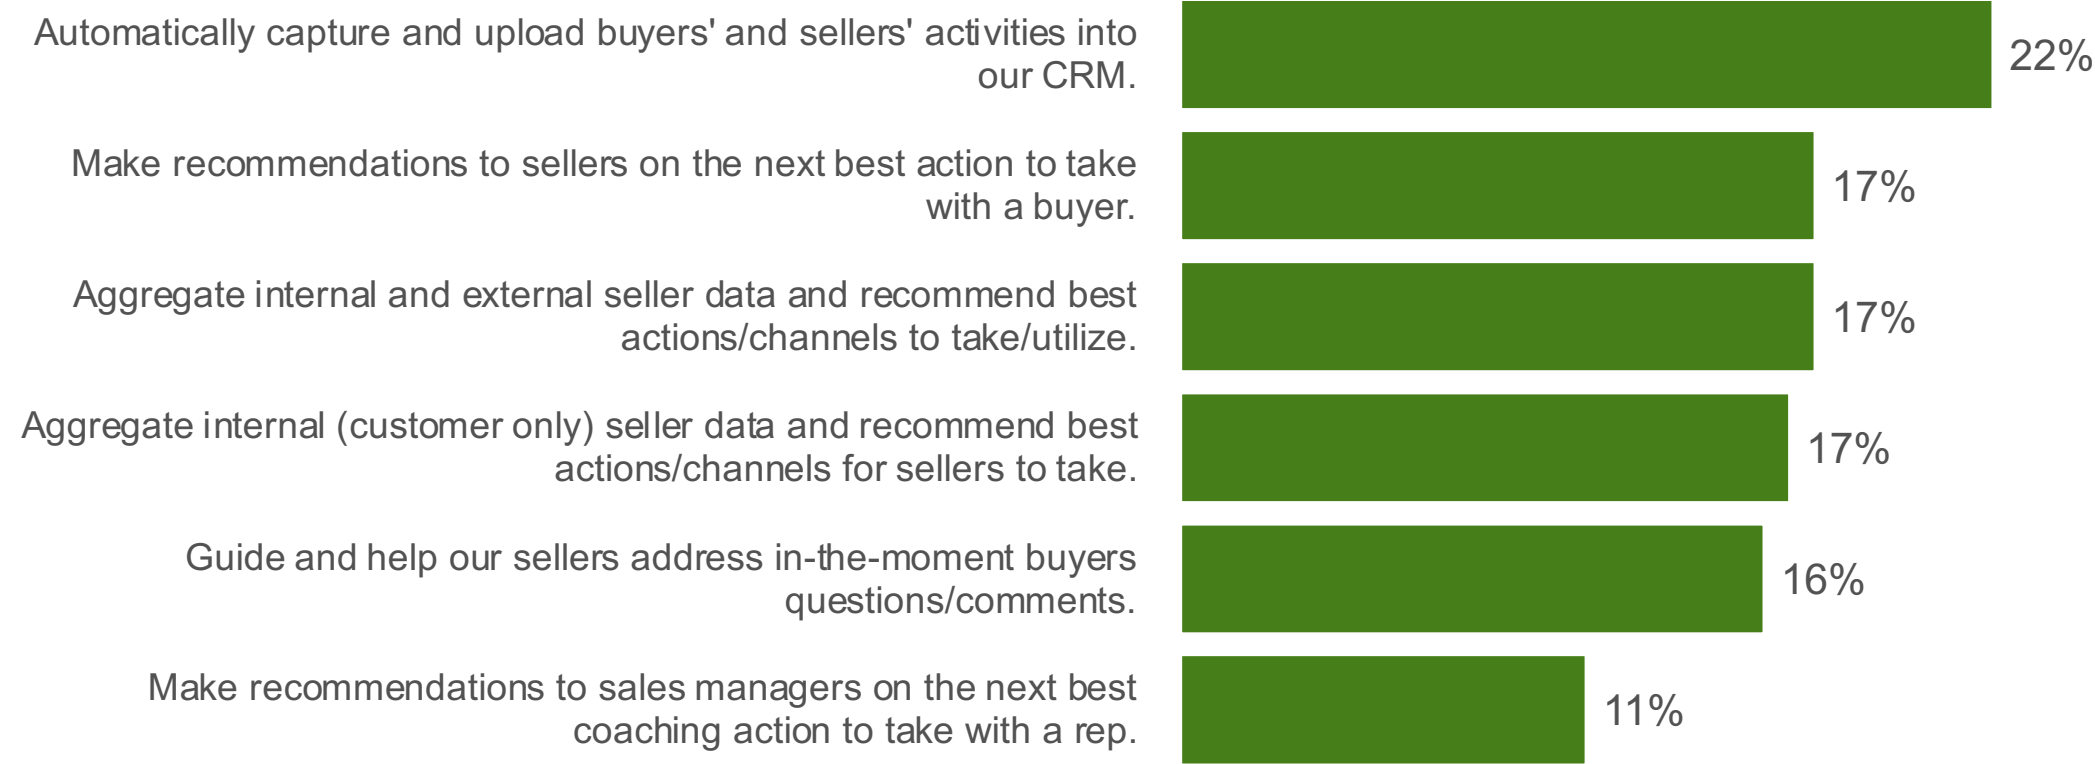 Automatically capture and upload buyers' and sellers' activities into
our CRM.
22%
Make recommendations to sellers on the next best action to take
with a buyer.
17%
Aggregate internal and external seller data and recommend best
actions/channels to take/utilize.
17%
Aggregate internal (customer only) seller data and recommend best
actions/channels for sellers to take.
17%
Guide and help our sellers address in-the-moment buyers
questions/comments.
16%
Make recommendations to sales managers on the next best
coaching action to take with a rep.
11%